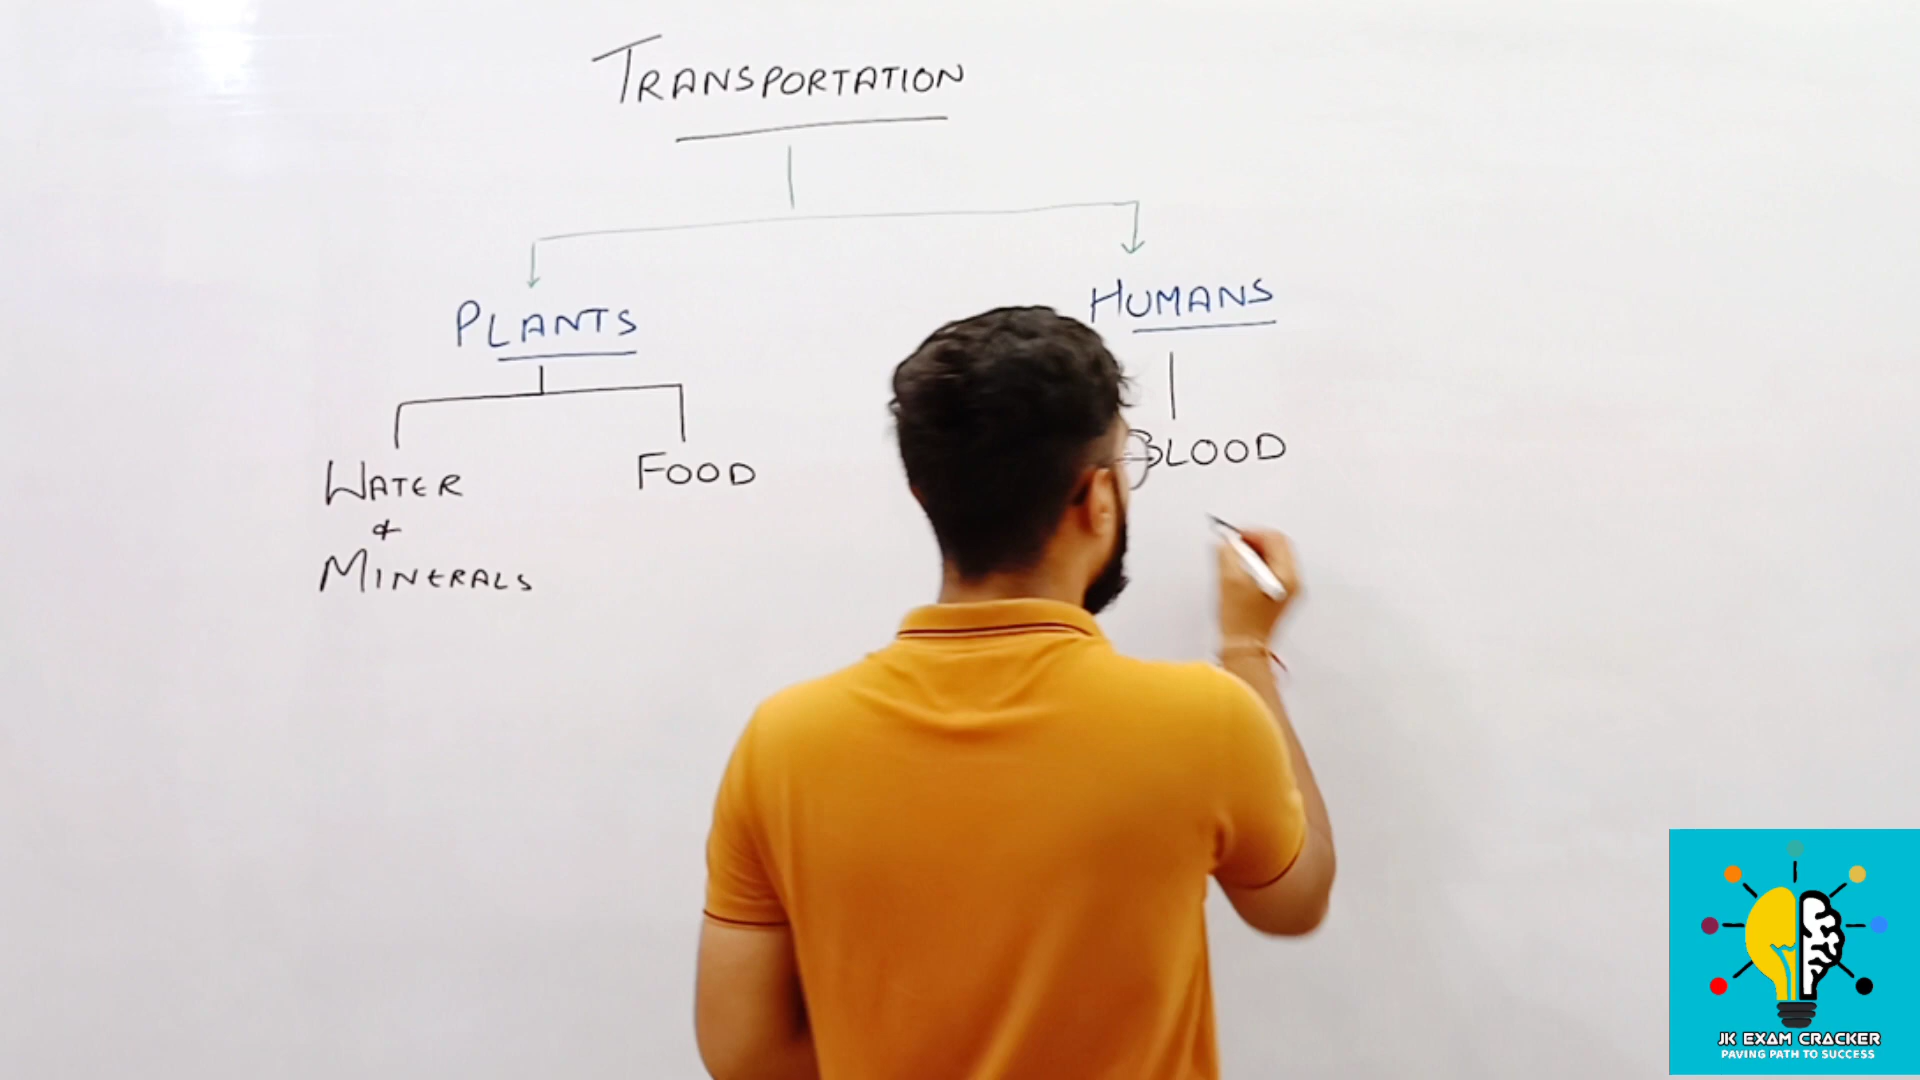 TRANSPORTATION
PLANTS
HUMANS
WATER
&
MINERALS
FOOD
BLOOD
JK EXAM CRACKER
PAVING PATH TO SUCCESS